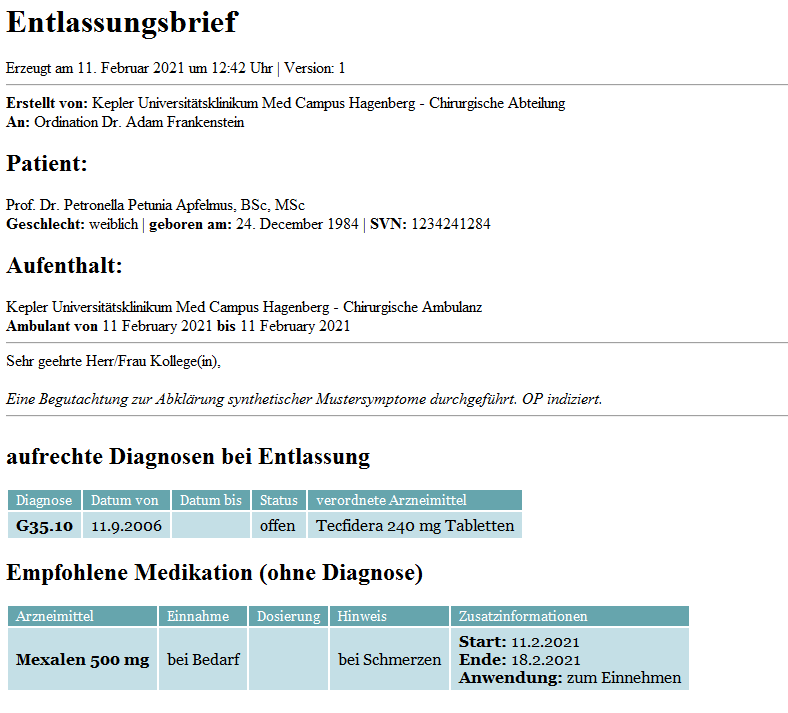 Entlassungsbrief
Erzeugt am 11. Februar 2021 um 12:42 Uhr | Version: 1
Erstellt von: Kepler Universitätsklinikum Med Campus Hagenberg - Chirurgische Abteilung
An: Ordination Dr. Adam Frankenstein
Patient:
Prof. Dr. Petronella Petunia Apfelmus, BSc, MSc
Geschlecht: weiblich | geboren am: 24. December 1984 | SVN: 1234241284
Aufenthalt:
Kepler Universitätsklinikum Med Campus Hagenberg - Chirurgische Ambulanz
Ambulant von 11 February 2021 bis 11 February 2021
Sehr geehrte Herr/Frau Kollege(in),
Eine Begutachtung zur Abklärung synthetischer Mustersymptome durchgeführt. OP indiziert.
aufrechte Diagnosen bei Entlassung
Diagnose Datum von Datum bis Status verordnete Arzneimittel
G35.10 11.9.2006 offen Tecfidera 240 mg Tabletten
Empfohlene Medikation (ohne Diagnose)
Arzneimittel Einnahme Dosierung Hinweis Zusatzinformationen
Mexalen 500 mg bei Bedarf bei Schmerzen Start: 11.2.2021
Ende: 18.2.2021
Anwendung: zum Einnehmen